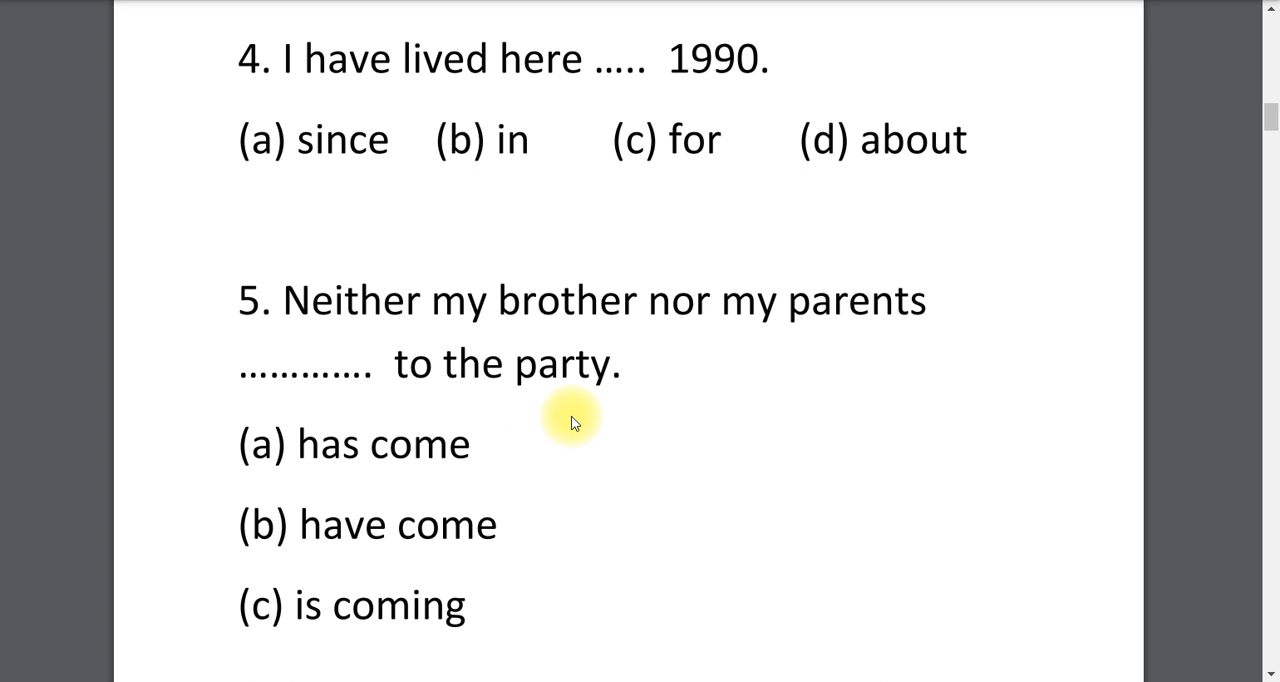 4. I have lived here ..... 1990.
(a) since (b) in (c) for (d) about
5. Neither my brother nor my parents
............. to the party.
(a) has come
(b) have come
(c) is coming